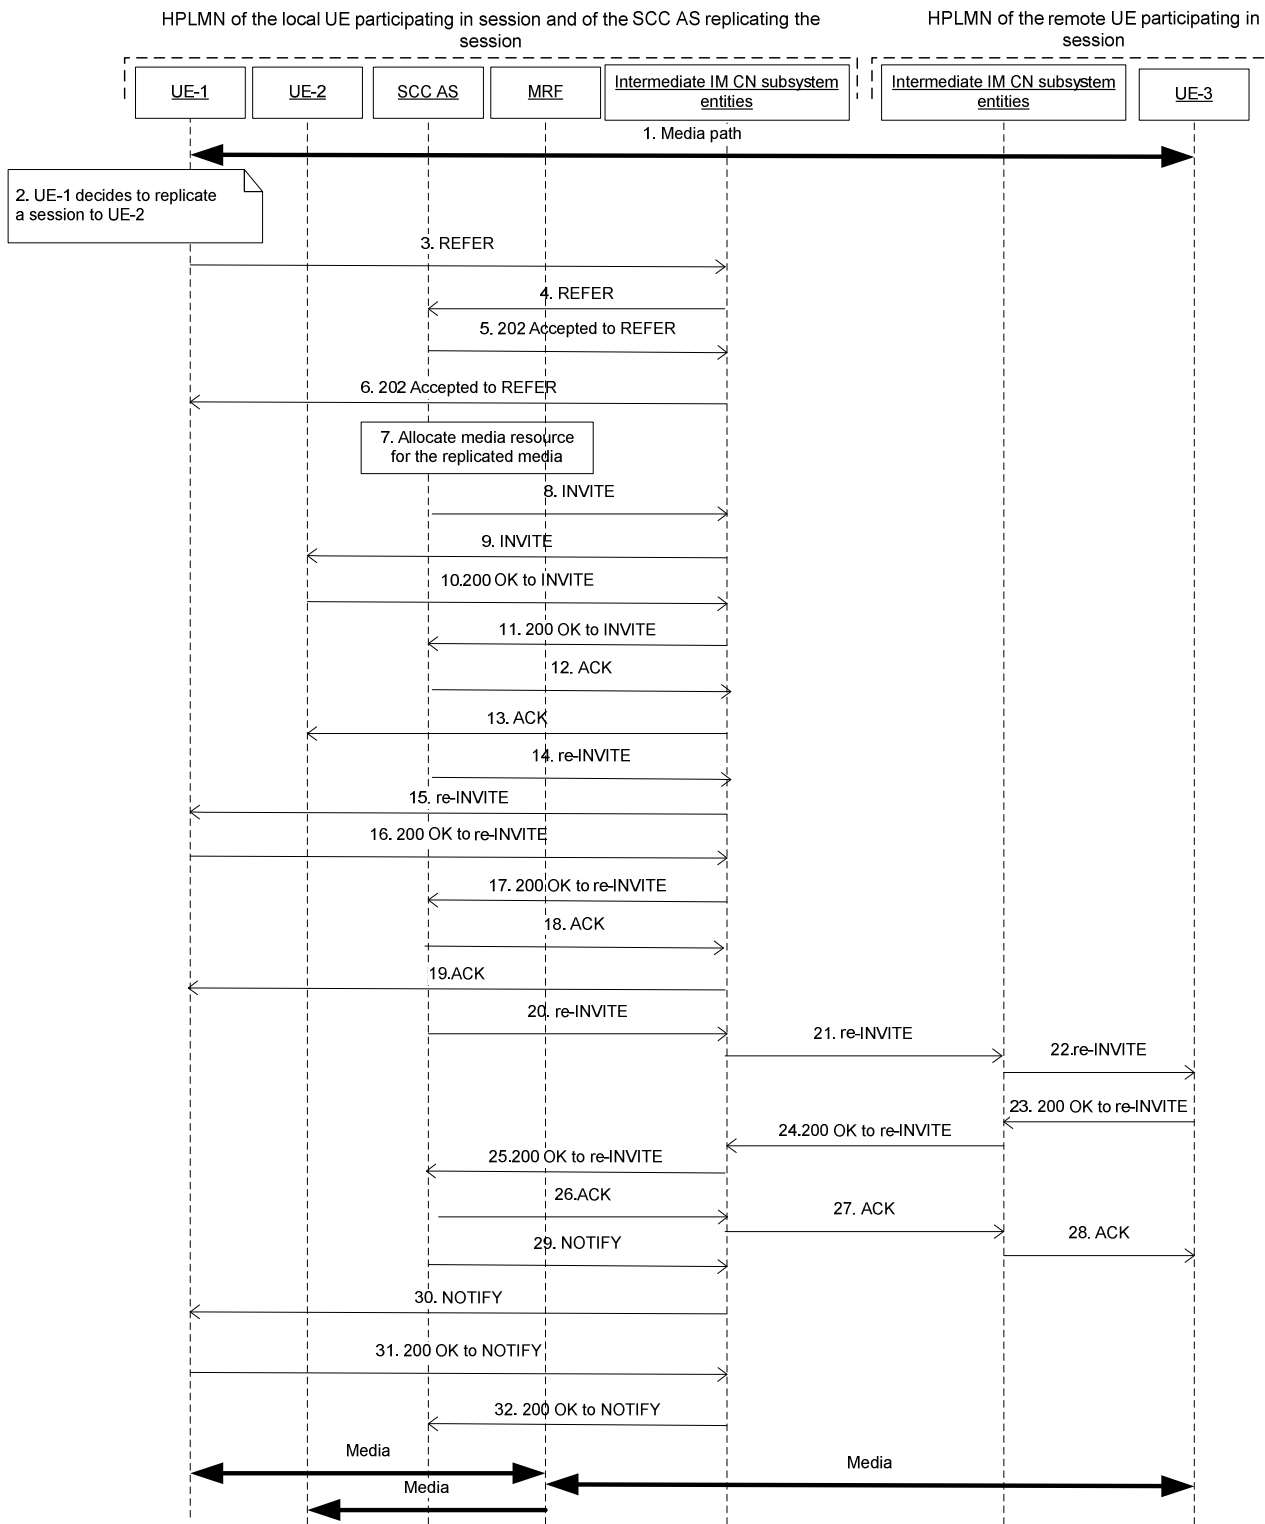 HPLMN of the local UE participating in session and of the SCC AS replicating the
session
HPLMN of the remote UE participating in
session
UE-1
UE-2
SCC AS
MRF
Intermediate IM CN subsystem
entities
Intermediate IM CN subsystem
entities
UE-3
1. Media path
2. UE-1 decides to replicate
a session to UE-2
3. REFER
4. REFER
5. 202 Accepted to REFER
6. 202 Accepted to REFER
7. Allocate media resource
for the replicated media
8. INVITE
9. INVITE
10.200 OK to INVITE
11. 200 OK to INVITE
12. ACK
13. ACK
14. re-INVITE
15. re-INVITE
16. 200 OK to re-INVITE
17. 200 OK to re-INVITE
18. ACK
19.ACK
20. re-INVITE
21. re-INVITE
22.re-INVITE
23. 200 OK to re-INVITE
24.200 OK to re-INVITE
25.200 OK to re-INVITE
26.ACK
27. ACK
28. ACK
29. NOTIFY
30. NOTIFY
31. 200 OK to NOTIFY
32. 200 OK to NOTIFY
Media
Media
Media